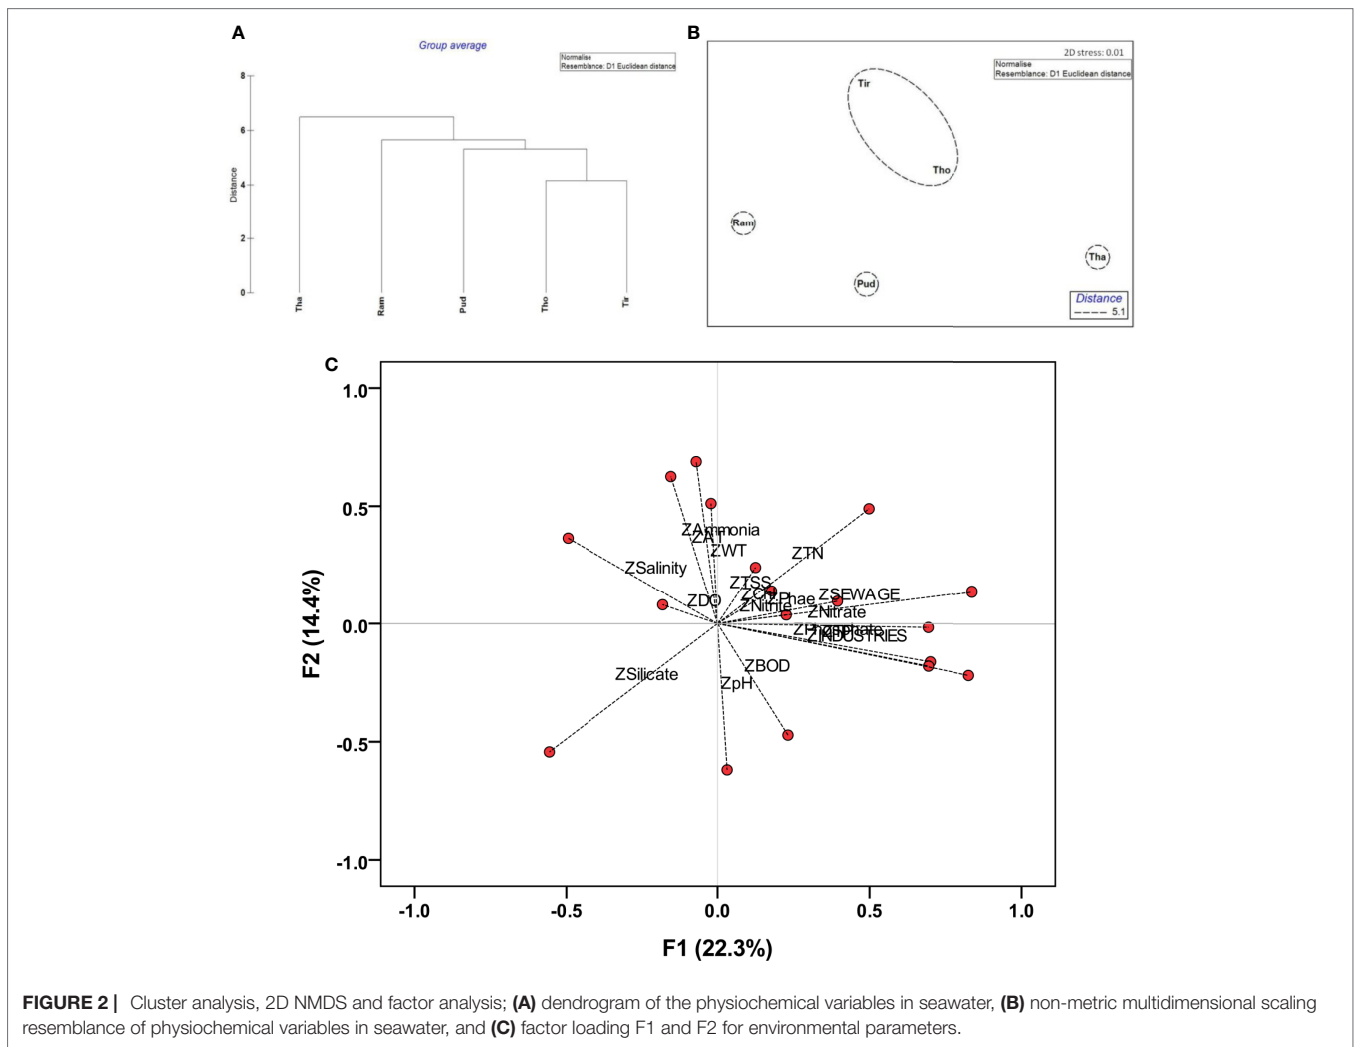 A
Group average
Normalise
Resemblance: D1 Euclidean distance
8
6
4
2
0
Distance
Tha
Ram
Pud
Tho
Tir
B
2D stress: 0.01
Normalise
Resemblance: D1 Euclidean distance
Tir
Tho
Ram
Tha
Pud
Distance
5.1
C
1.0
0.5
0.0
-0.5
-1.0
F2 (14.4%)
ZAmmonia
ZAT
ZWT
ZTN
ZSalinity
ZTSS
ZDO
ZPhae
ZSEWAGE
ZNitrite
ZNitrate
ZINDUSTRIES
ZBOD
ZSilicate
ZpH
-1.0
-0.5
0.0
0.5
1.0
F1 (22.3%)
FIGURE 2 | Cluster analysis, 2D NMDS and factor analysis; (A) dendrogram of the physiochemical variables in seawater, (B) non-metric multidimensional scaling
resemblance of physiochemical variables in seawater, and (C) factor loading F1 and F2 for environmental parameters.